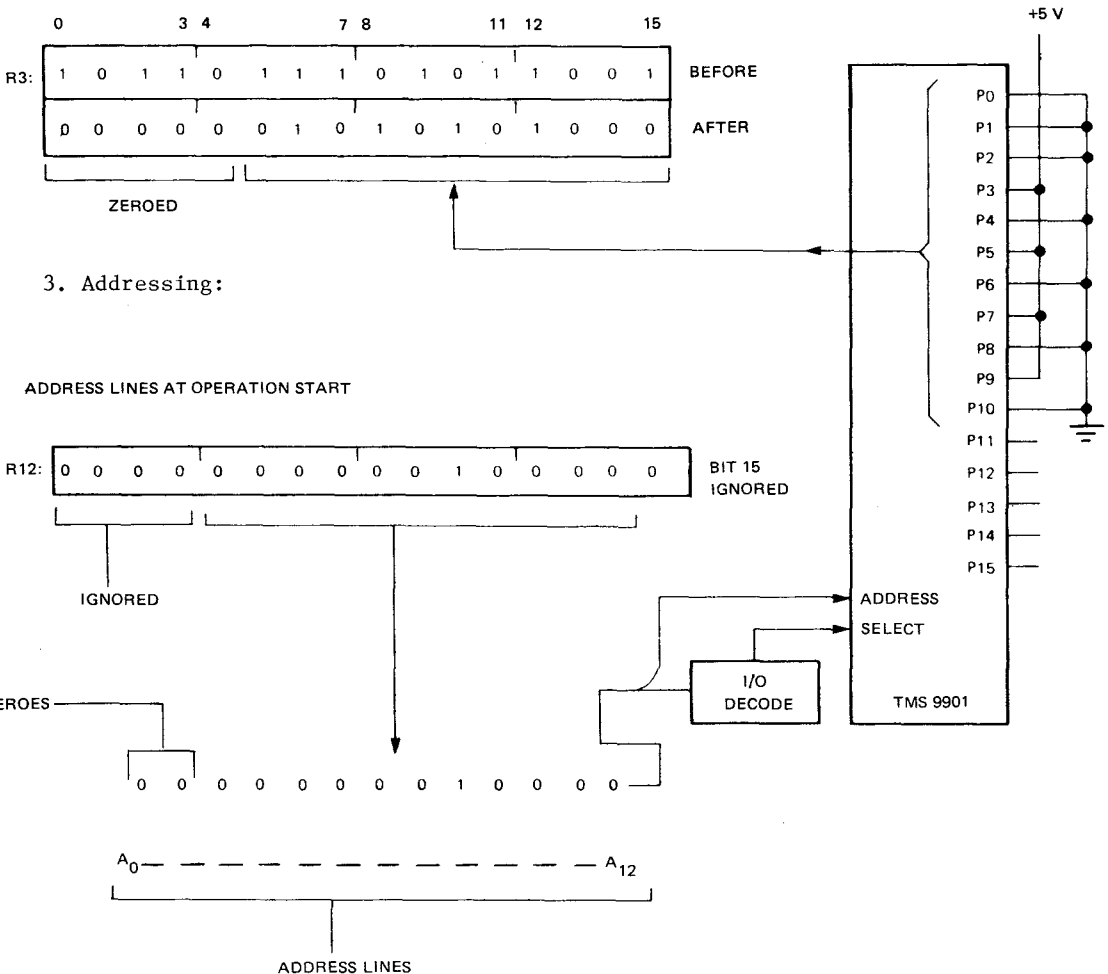 0 3 4 7 8 11 12 15
R3: 1 0 1 1 0 1 1 1 0 1 0 1 1 0 0 1 BEFORE
0 0 0 0 0 0 1 0 1 0 1 0 1 0 0 0 AFTER
ZEROED
3. Addressing:
ADDRESS LINES AT OPERATION START
R12: 0 0 0 0 0 0 0 0 0 0 1 0 0 0 0 0 BIT 15
IGNORED
IGNORED
EROES
0 0 0 0 0 0 0 0 1 0 0 0 0
A0 A12
ADDRESS LINES
+5 V
P0
P1
P2
P3
P4
P5
P6
P7
P8
P9
P10
P11
P12
P13
P14
P15
ADDRESS
SELECT
I/O
DECODE
TMS 9901